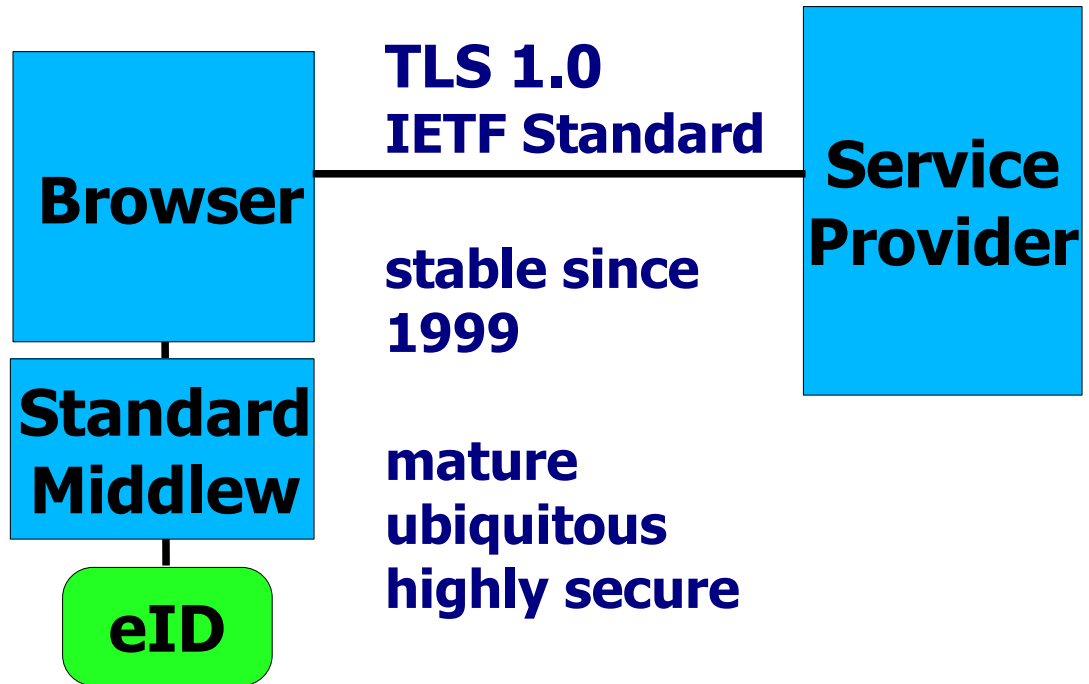 Browser
Standard
Middlew
eID
TLS 1.0
IETF Standard
stable since
1999
mature
ubiquitous
highly secure
Service
Provider